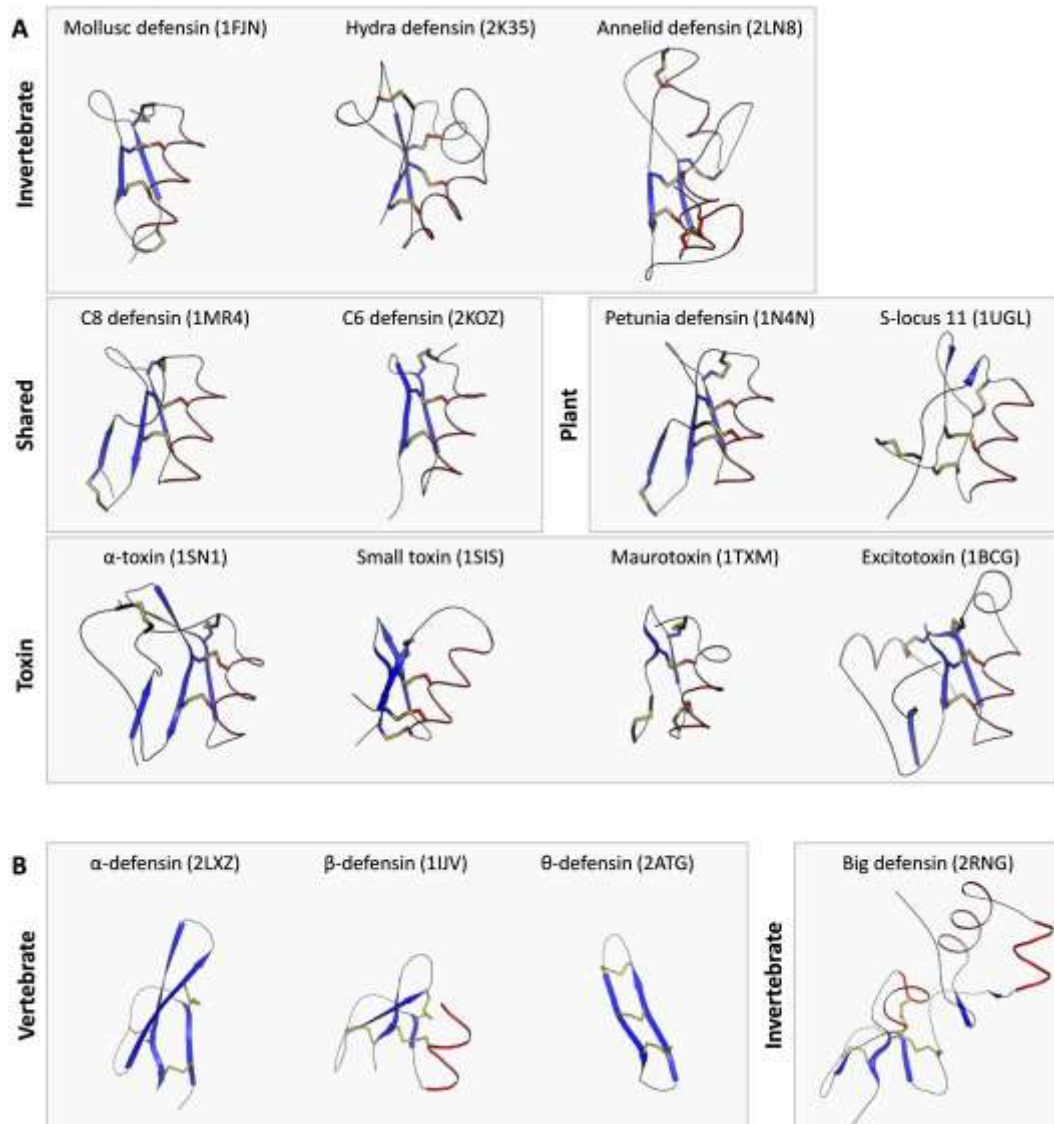 A
Invertebrate
Mollusc defensin (1FJN)
Hydra defensin (2K35)
Annelid defensin (2LN8)
Shared
C8 defensin (1MR4)
C6 defensin (2KOZ)
Plant
Petunia defensin (1N4N)
S-locus 11 (1UGL)
Toxin
α-toxin (1SN1)
Small toxin (1SIS)
Maurotoxin (1TXM)
Excitotoxin (1BCG)
B
Vertebrate
α-defensin (2LXZ)
β-defensin (1IJV)
θ-defensin (2ATG)
Invertebrate
Big defensin (2RNG)